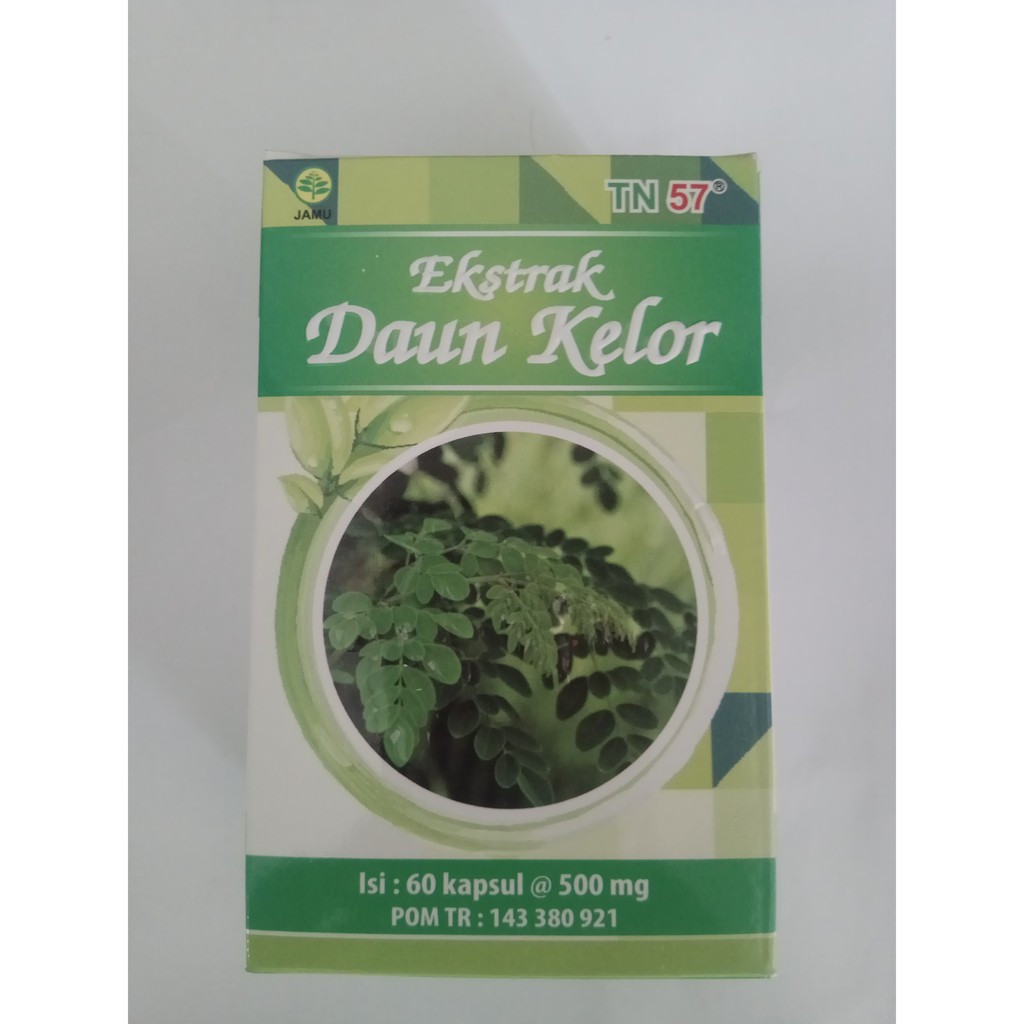 JAMU
TN 57®
Ekstrak
Daun Kelor
Isi : 60 kapsul @ 500 mg
POM TR : 143 380 921